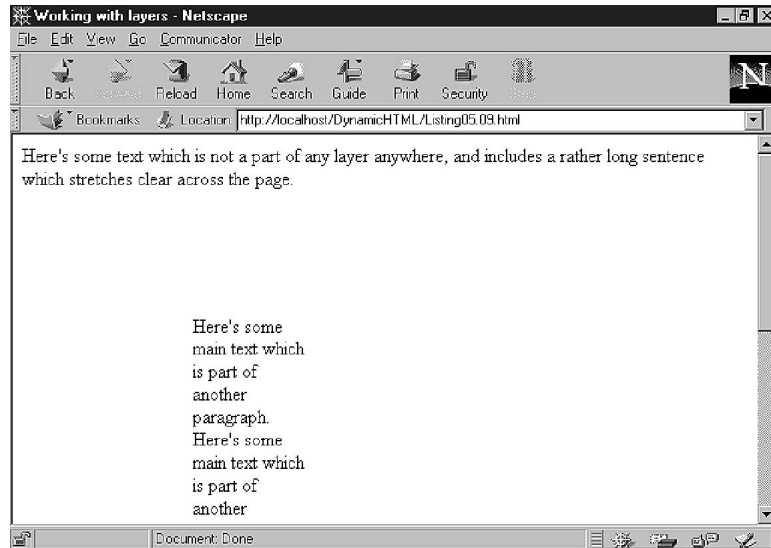 Working with layers - Netscape
File Edit View Go Communicator Help
N
Back Forward Reload Home Search Guide Print Security Stop
Bookmarks Location: http://localhost/DynamicHTML/Listing05.09.html
Here's some text which is not a part of any layer anywhere, and includes a rather long sentence
which stretches clear across the page.
Here's some
main text which
is part of
another
paragraph.
Here's some
main text which
is part of
another
Document: Done